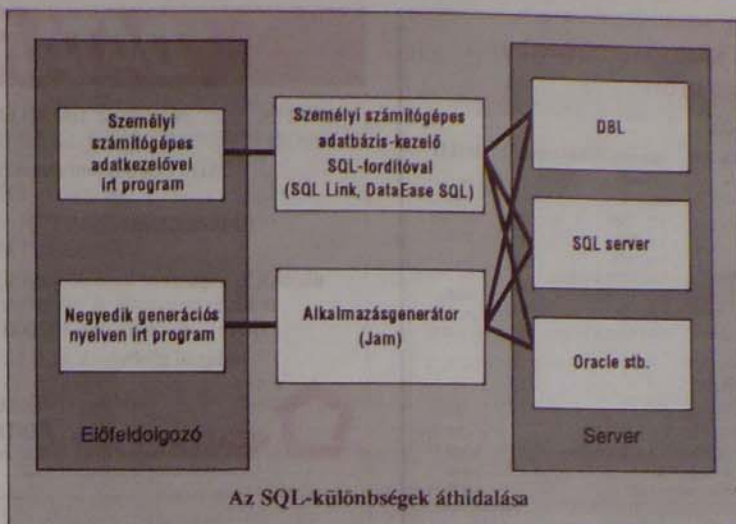 Személyi
számítógépes
adatkezelővel
írt program
Személyi számítógépes
adatbázis-kezelő
SQL-fordítóval
(SQL Link, DataEase SQL)
DBL
SQL server
Negyedik generációs
nyelven írt program
Alkalmazásgenerátor
(Jam)
Oracle stb.
Előfeldolgozó
Server
Az SQL-különbségek áthidalása